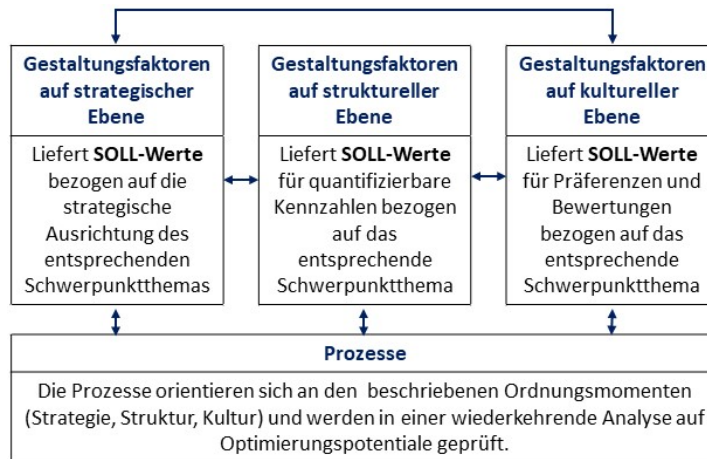 Gestaltungsfaktoren
auf strategischer
Ebene
Liefert SOLL-Werte
bezogen auf die
strategische
Ausrichtung des
entsprechenden
Schwerpunktthemas
Gestaltungsfaktoren
auf struktureller
Ebene
Liefert SOLL-Werte
für quantifizierbare
Kennzahlen bezogen
auf das
entsprechende
Schwerpunktthema
Gestaltungsfaktoren
auf kultureller
Ebene
Liefert SOLL-Werte
für Präferenzen und
Bewertungen
bezogen auf das
entsprechende
Schwerpunktthema
Prozesse
Die Prozesse orientieren sich an den beschriebenen Ordnungsmomenten
(Strategie, Struktur, Kultur) und werden in einer wiederkehrende Analyse auf
Optimierungspotentiale geprüft.